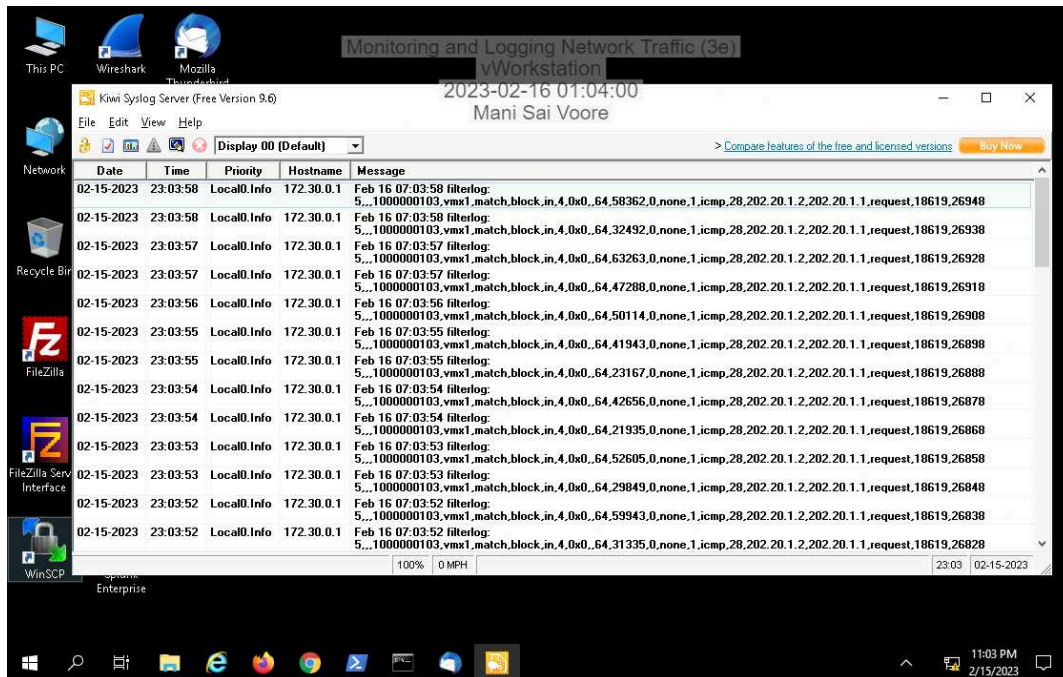 Monitoring and Logging Network Traffic (3e)
vWorkstation
2023-02-16 01:04:00
Mani Sai Voore
This PC
Wireshark
Mozilla
Thunderbird
Kiwi Syslog Server (Free Version 9.6)
File Edit View Help
Display 00 (Default)
> Compare features of the free and licensed versions
Buy Now
Network
Date Time Priority Hostname Message
02-15-2023 23:03:58 Local0.Info 172.30.0.1 Feb 16 07:03:58 filterlog:
5,,,1000000103,vmx1,match,block,in,4,0x0,,64,58362,0,none,1,icmp,28,202.20.1.2,202.20.1.1,request,18619,26948
02-15-2023 23:03:58 Local0.Info 172.30.0.1 Feb 16 07:03:58 filterlog:
5,,,1000000103,vmx1,match,block,in,4,0x0,,64,32492,0,none,1,icmp,28,202.20.1.2,202.20.1.1,request,18619,26938
02-15-2023 23:03:57 Local0.Info 172.30.0.1 Feb 16 07:03:57 filterlog:
5,,,1000000103,vmx1,match,block,in,4,0x0,,64,63263,0,none,1,icmp,28,202.20.1.2,202.20.1.1,request,18619,26928
Recycle Bin
02-15-2023 23:03:57 Local0.Info 172.30.0.1 Feb 16 07:03:57 filterlog:
5,,,1000000103,vmx1,match,block,in,4,0x0,,64,47288,0,none,1,icmp,28,202.20.1.2,202.20.1.1,request,18619,26918
02-15-2023 23:03:56 Local0.Info 172.30.0.1 Feb 16 07:03:56 filterlog:
5,,,1000000103,vmx1,match,block,in,4,0x0,,64,50114,0,none,1,icmp,28,202.20.1.2,202.20.1.1,request,18619,26908
02-15-2023 23:03:55 Local0.Info 172.30.0.1 Feb 16 07:03:55 filterlog:
5,,,1000000103,vmx1,match,block,in,4,0x0,,64,41943,0,none,1,icmp,28,202.20.1.2,202.20.1.1,request,18619,26898
02-15-2023 23:03:55 Local0.Info 172.30.0.1 Feb 16 07:03:55 filterlog:
5,,,1000000103,vmx1,match,block,in,4,0x0,,64,23167,0,none,1,icmp,28,202.20.1.2,202.20.1.1,request,18619,26888
FileZilla
02-15-2023 23:03:54 Local0.Info 172.30.0.1 Feb 16 07:03:54 filterlog:
5,,,1000000103,vmx1,match,block,in,4,0x0,,64,42656,0,none,1,icmp,28,202.20.1.2,202.20.1.1,request,18619,26878
02-15-2023 23:03:54 Local0.Info 172.30.0.1 Feb 16 07:03:54 filterlog:
5,,,1000000103,vmx1,match,block,in,4,0x0,,64,21935,0,none,1,icmp,28,202.20.1.2,202.20.1.1,request,18619,26868
02-15-2023 23:03:53 Local0.Info 172.30.0.1 Feb 16 07:03:53 filterlog:
5,,,1000000103,vmx1,match,block,in,4,0x0,,64,52605,0,none,1,icmp,28,202.20.1.2,202.20.1.1,request,18619,26858
FileZilla Serv
Interface
02-15-2023 23:03:53 Local0.Info 172.30.0.1 Feb 16 07:03:53 filterlog:
5,,,1000000103,vmx1,match,block,in,4,0x0,,64,29849,0,none,1,icmp,28,202.20.1.2,202.20.1.1,request,18619,26848
02-15-2023 23:03:52 Local0.Info 172.30.0.1 Feb 16 07:03:52 filterlog:
5,,,1000000103,vmx1,match,block,in,4,0x0,,64,59943,0,none,1,icmp,28,202.20.1.2,202.20.1.1,request,18619,26838
02-15-2023 23:03:52 Local0.Info 172.30.0.1 Feb 16 07:03:52 filterlog:
5,,,1000000103,vmx1,match,block,in,4,0x0,,64,31335,0,none,1,icmp,28,202.20.1.2,202.20.1.1,request,18619,26828
100% 0 MPH 23:03 02-15-2023
WinSCP
Splunk
Enterprise
11:03 PM
2/15/2023